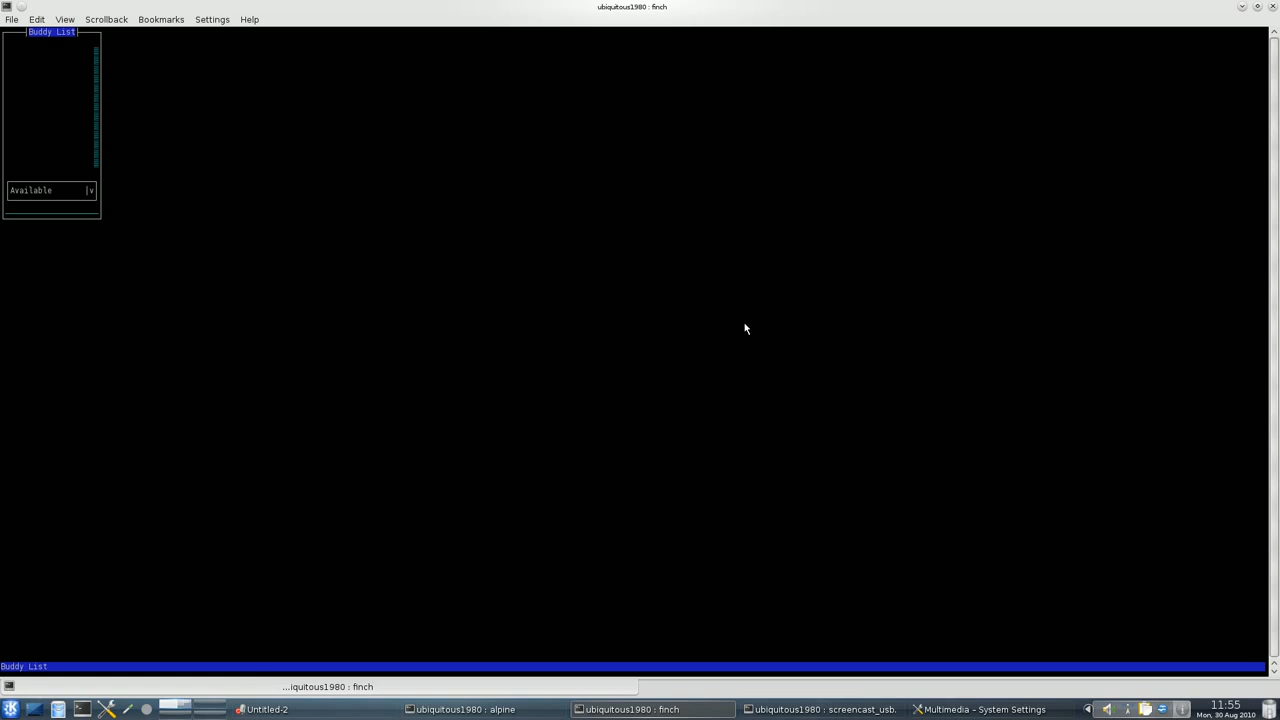 ubiquitous1980 : finch
File Edit View Scrollback Bookmarks Settings Help
Buddy List
Available |v
Buddy List
...iquitous1980 : finch
Untitled-2 ubiquitous1980 : alpine ubiquitous1980 : finch ubiquitous1980 : screencast_usb. Multimedia – System Settings 11:55
Mon, 30 Aug 2010